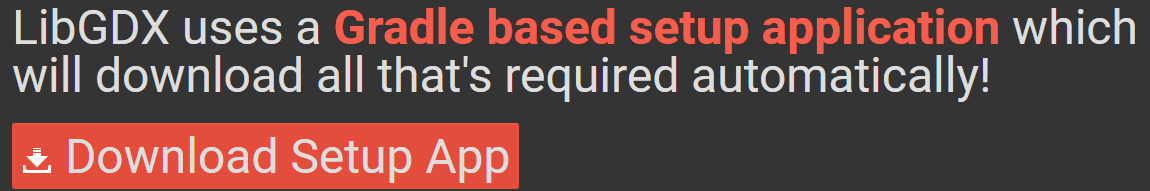 LibGDX uses a Gradle based setup application which
will download all that's required automatically!
Download Setup App